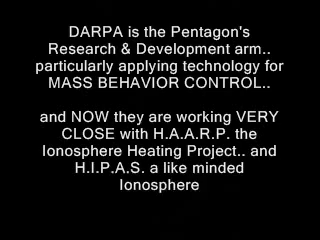 DARPA is the Pentagon's
Research & Development arm..
particularly applying technology for
MASS BEHAVIOR CONTROL..
and NOW they are working VERY
CLOSE with H.A.A.R.P. the
Ionosphere Heating Project.. and
H.I.P.A.S. a like minded
Ionosphere